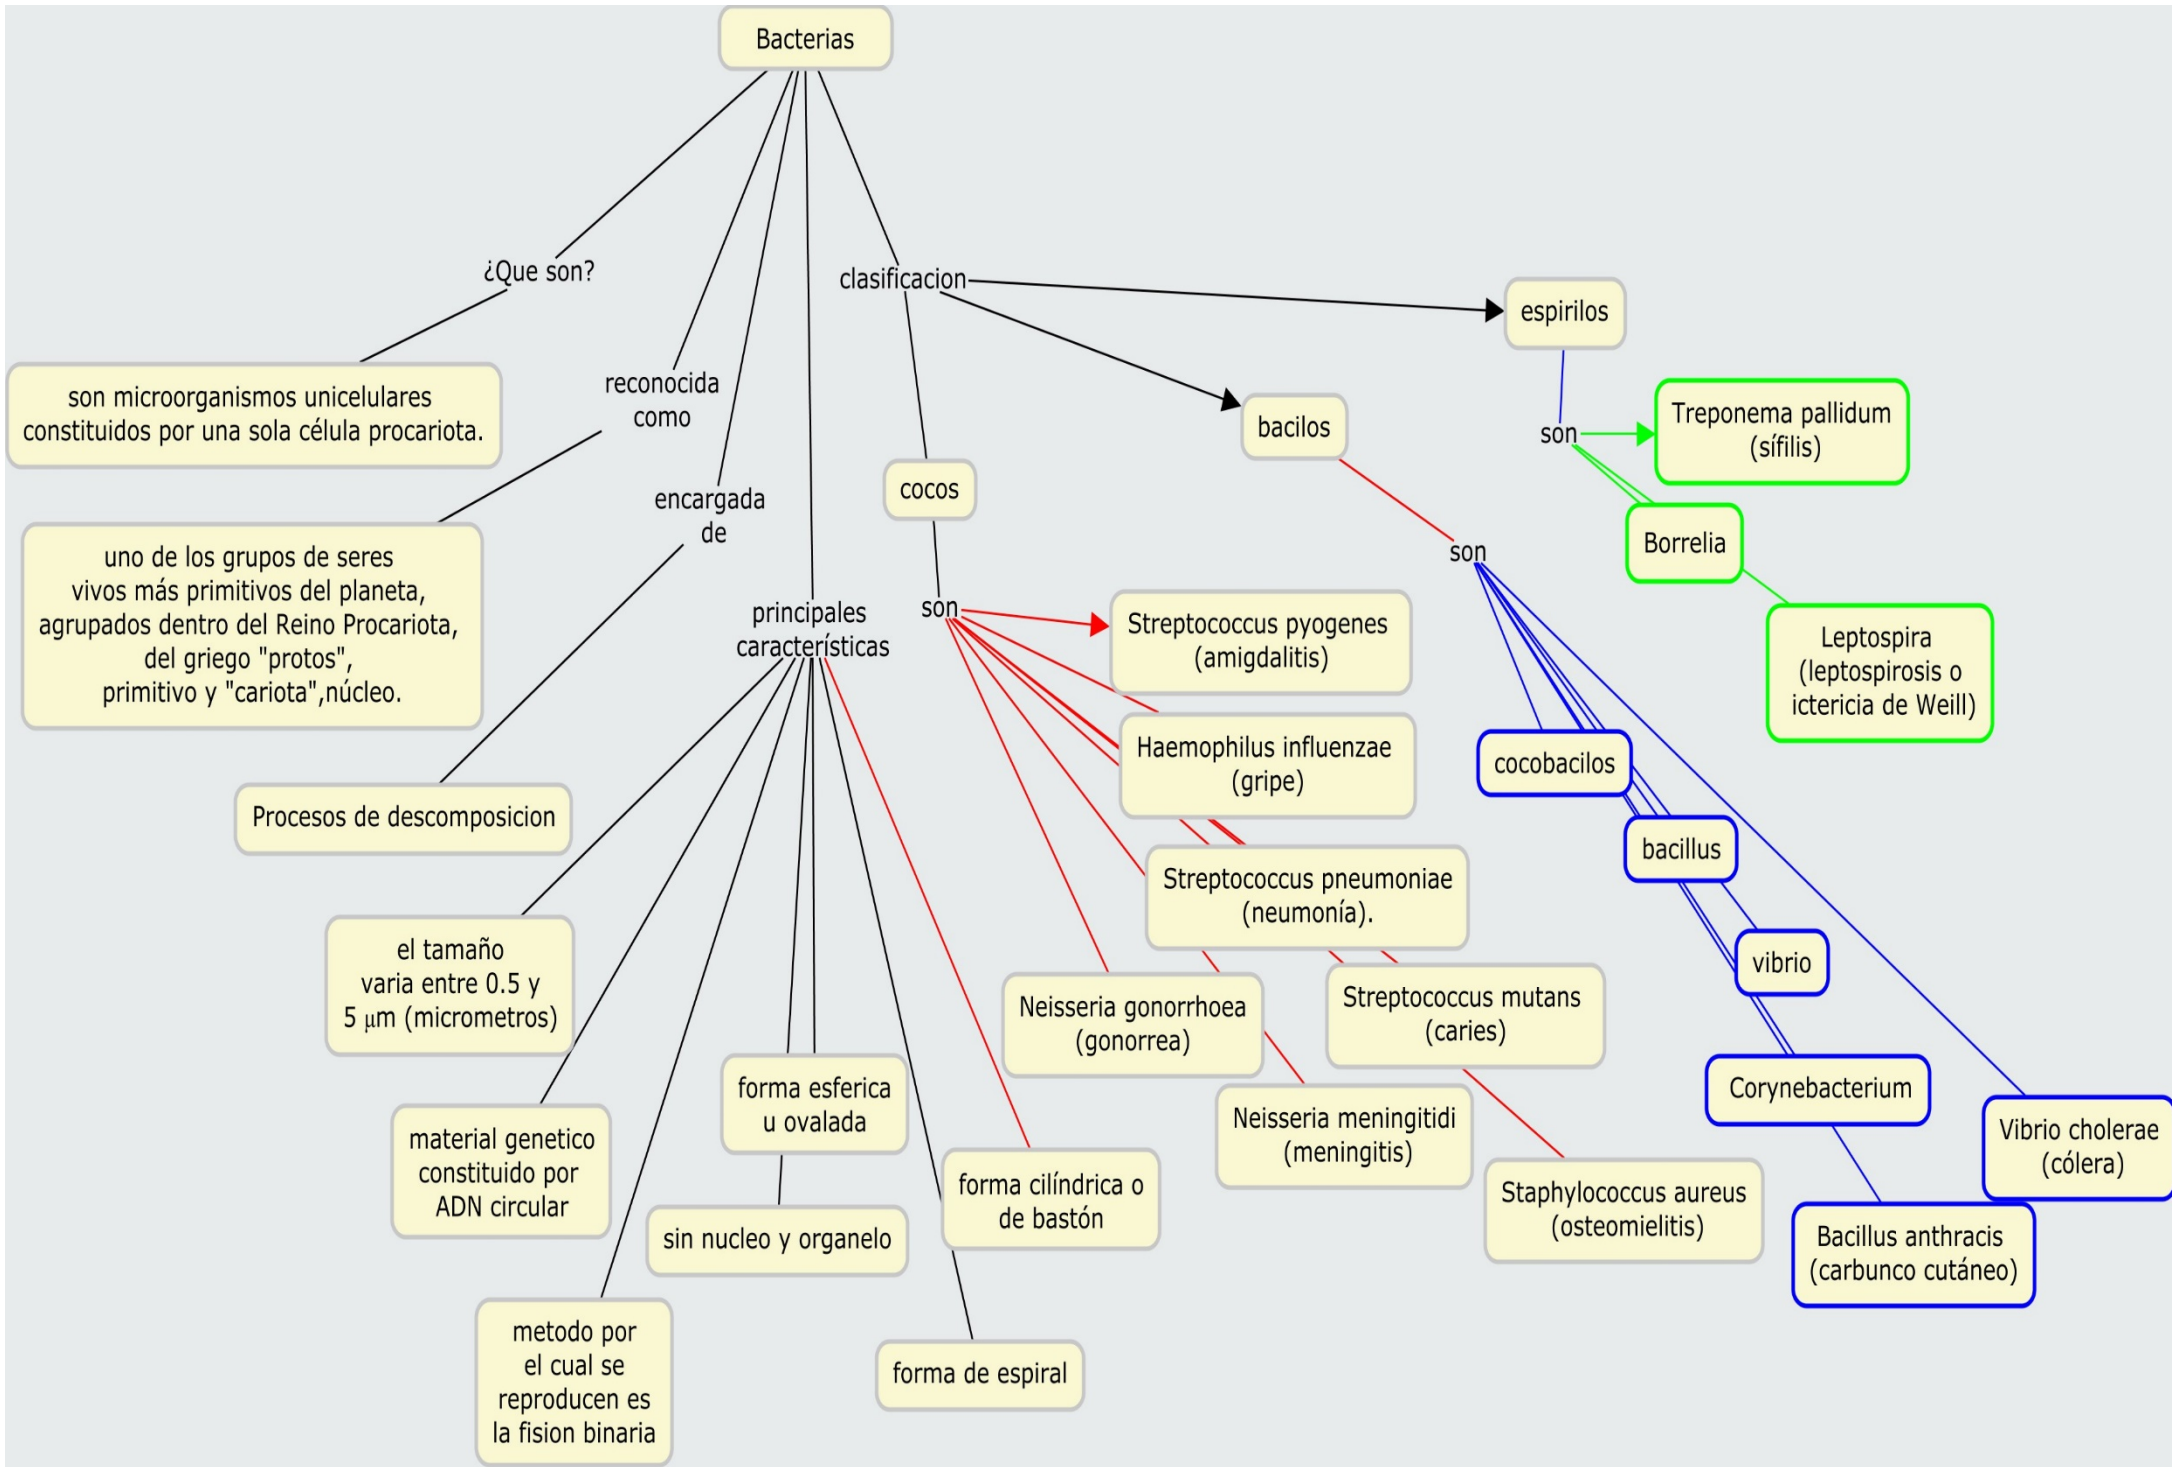 Bacterias
¿Que son?
son microorganismos unicelulares
constituidos por una sola célula procariota.
reconocida
como
uno de los grupos de seres
vivos más primitivos del planeta,
agrupados dentro del Reino Procariota,
del griego "protos",
primitivo y "cariota",núcleo.
encargada
de
Procesos de descomposicion
principales
características
el tamaño
varia entre 0.5 y
5 μm (micrometros)
material genetico
constituido por
ADN circular
metodo por
el cual se
reproducen es
la fision binaria
forma esferica
u ovalada
sin nucleo y organelo
forma cilíndrica o
de bastón
forma de espiral
clasificacion
cocos
son
Streptococcus pyogenes
(amigdalitis)
Haemophilus influenzae
(gripe)
Streptococcus pneumoniae
(neumonía).
Neisseria gonorrhoea
(gonorrea)
Streptococcus mutans
(caries)
Neisseria meningitidi
(meningitis)
Staphylococcus aureus
(osteomielitis)
bacilos
son
cocobacilos
bacillus
vibrio
Corynebacterium
Vibrio cholerae
(cólera)
Bacillus anthracis
(carbunco cutáneo)
espirilos
son
Treponema pallidum
(sífilis)
Borrelia
Leptospira
(leptospirosis o
ictericia de Weill)